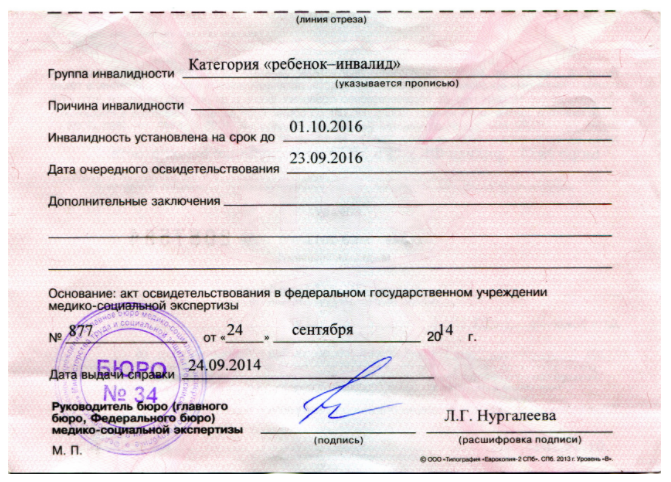 (линия отреза)
Группа инвалидности Категория «ребенок–инвалид»
(указывается прописью)
Причина инвалидности
Инвалидность установлена на срок до 01.10.2016
Дата очередного освидетельствования 23.09.2016
Дополнительные заключения
Основание: акт освидетельствования в федеральном государственном учреждении
медико-социальной экспертизы
№ 877 от «24» сентября 2014 г.
Дата выдачи справки 24.09.2014
БЮРО
№ 34
Руководитель бюро (главного
бюро, Федерального бюро)
медико-социальной экспертизы
Л.Г. Нургалеева
(подпись) (расшифровка подписи)
М. П.
© ООО «Типография «Еврокопия-2 СПб». СПб. 2013 г. Уровень «В».